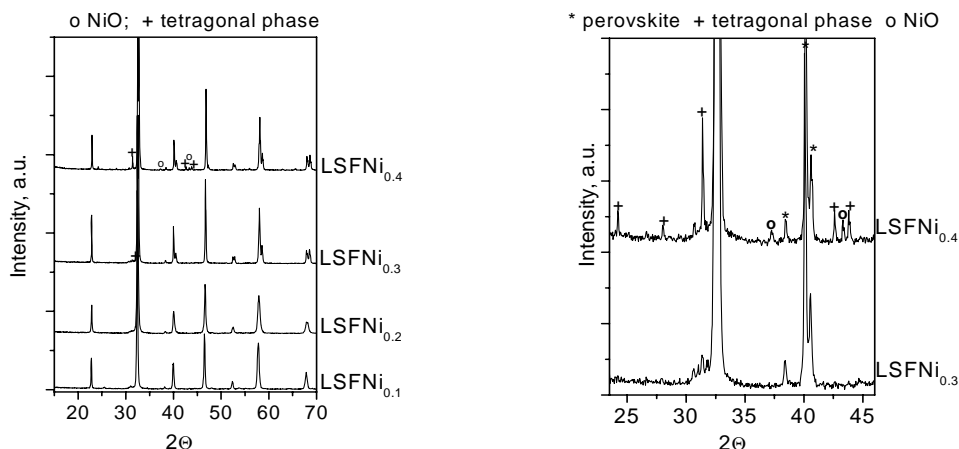 o NiO; + tetragonal phase
Intensity, a.u.
+
o
+
o
+
LSFNi0.4
+
LSFNi0.3
LSFNi0.2
LSFNi0.1
20 30 40 50 60 70
2Θ
* perovskite + tetragonal phase o NiO
Intensity, a.u.
*
+
*
+
+
o
*
+
o
+
LSFNi0.4
LSFNi0.3
25 30 35 40 45
2Θ